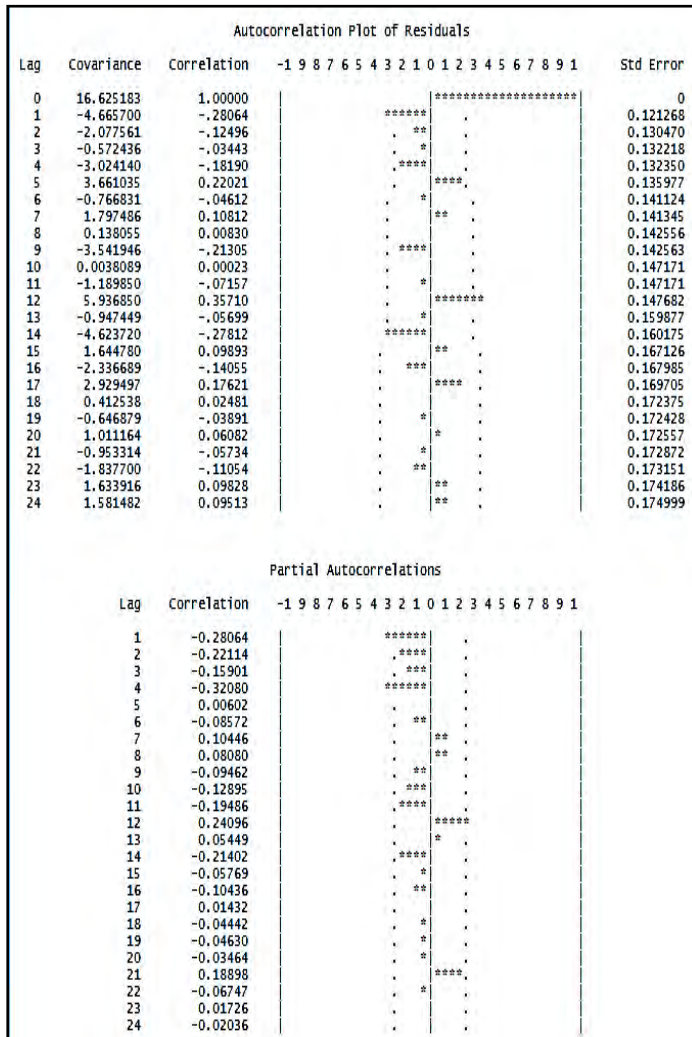 Autocorrelation Plot of Residuals
Lag Covariance Correlation -1 9 8 7 6 5 4 3 2 1 0 1 2 3 4 5 6 7 8 9 1 Std Error
0 16.625183 1.00000 | |********************| 0
1 -4.665700 -.28064 | ******| . | 0.121268
2 -2.077561 -.12496 | . **| . | 0.130470
3 -0.572436 -.03443 | . *| . | 0.132218
4 -3.024140 -.18190 | .****| . | 0.132350
5 3.661035 0.22021 | . |****. | 0.135977
6 -0.766831 -.04612 | . *| . | 0.141124
7 1.797486 0.10812 | . |** . | 0.141345
8 0.138055 0.00830 | . | . | 0.142556
9 -3.541946 -.21305 | . ****| . | 0.142563
10 0.0038089 0.00023 | . | . | 0.147171
11 -1.189850 -.07157 | . *| . | 0.147171
12 5.936850 0.35710 | . |******* | 0.147682
13 -0.947449 -.05699 | . *| . | 0.159877
14 -4.623720 -.27812 | ******| . | 0.160175
15 1.644780 0.09893 | . |** . | 0.167126
16 -2.336689 -.14055 | . ***| . | 0.167985
17 2.929497 0.17621 | . |**** . | 0.169705
18 0.412538 0.02481 | . | . | 0.172375
19 -0.646879 -.03891 | . *| . | 0.172428
20 1.011164 0.06082 | . |* . | 0.172557
21 -0.953314 -.05734 | . *| . | 0.172872
22 -1.837700 -.11054 | . **| . | 0.173151
23 1.633916 0.09828 | . |** . | 0.174186
24 1.581482 0.09513 | . |** . | 0.174999
Partial Autocorrelations
Lag Correlation -1 9 8 7 6 5 4 3 2 1 0 1 2 3 4 5 6 7 8 9 1
1 -0.28064 | ******| . |
2 -0.22114 | .****| . |
3 -0.15901 | . ***| . |
4 -0.32080 | ******| . |
5 0.00602 | . | . |
6 -0.08572 | . **| . |
7 0.10446 | . |** . |
8 0.08080 | . |** . |
9 -0.09462 | . **| . |
10 -0.12895 | . ***| . |
11 -0.19486 | .****| . |
12 0.24096 | . |***** |
13 0.05449 | . |* . |
14 -0.21402 | .****| . |
15 -0.05769 | . *| . |
16 -0.10436 | . **| . |
17 0.01432 | . | . |
18 -0.04442 | . *| . |
19 -0.04630 | . *| . |
20 -0.03464 | . *| . |
21 0.18898 | . |****. |
22 -0.06747 | . *| . |
23 0.01726 | . | . |
24 -0.02036 | . | . |